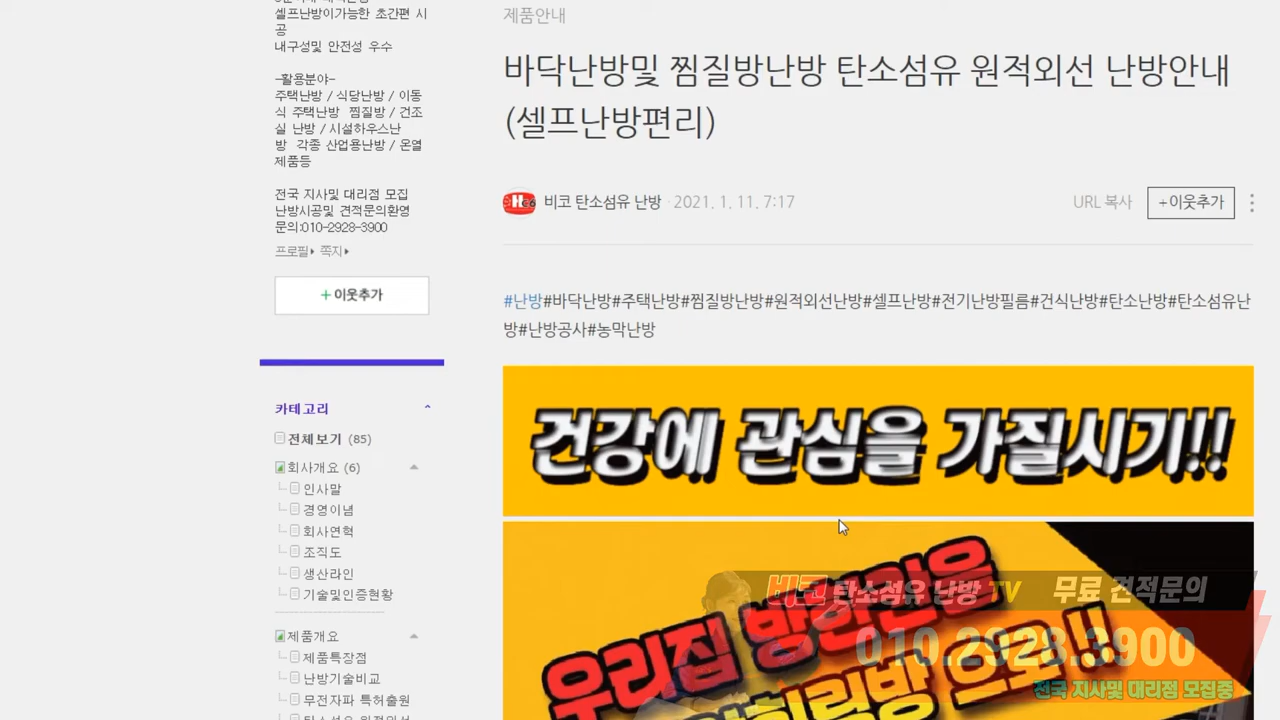 셀프난방이가능한 초간편 시
공
내구성및 안전성 우수
-활용분야-
주택난방 / 식당난방 / 이동
식 주택난방 찜질방 / 건조
실 난방 / 시설하우스난
방 각종 산업용난방 / 온열
제품등
전국 지사및 대리점 모집
난방시공및 견적문의환영
문의:010-2928-3900
프로필 쪽지
+ 이웃추가
카테고리
전체보기 (85)
회사개요 (6)
인사말
경영이념
회사연혁
조직도
생산라인
기술및인증현황
제품개요
제품특장점
난방기술비교
무전자파 특허출원
제품안내
바닥난방및 찜질방난방 탄소섬유 원적외선 난방안내
(셀프난방편리)
비코 탄소섬유 난방 · 2021. 1. 11. 7:17
URL 복사
+이웃추가
#난방#바닥난방#주택난방#찜질방난방#원적외선난방#셀프난방#전기난방필름#건식난방#탄소난방#탄소섬유난
방#난방공사#농막난방
건강에 관심을 가질시기!!
우리집 방한칸을
으로!!
비코 탄소섬유 난방 TV 무료 견적문의
010.2928.3900
전국 지사및 대리점 모집중